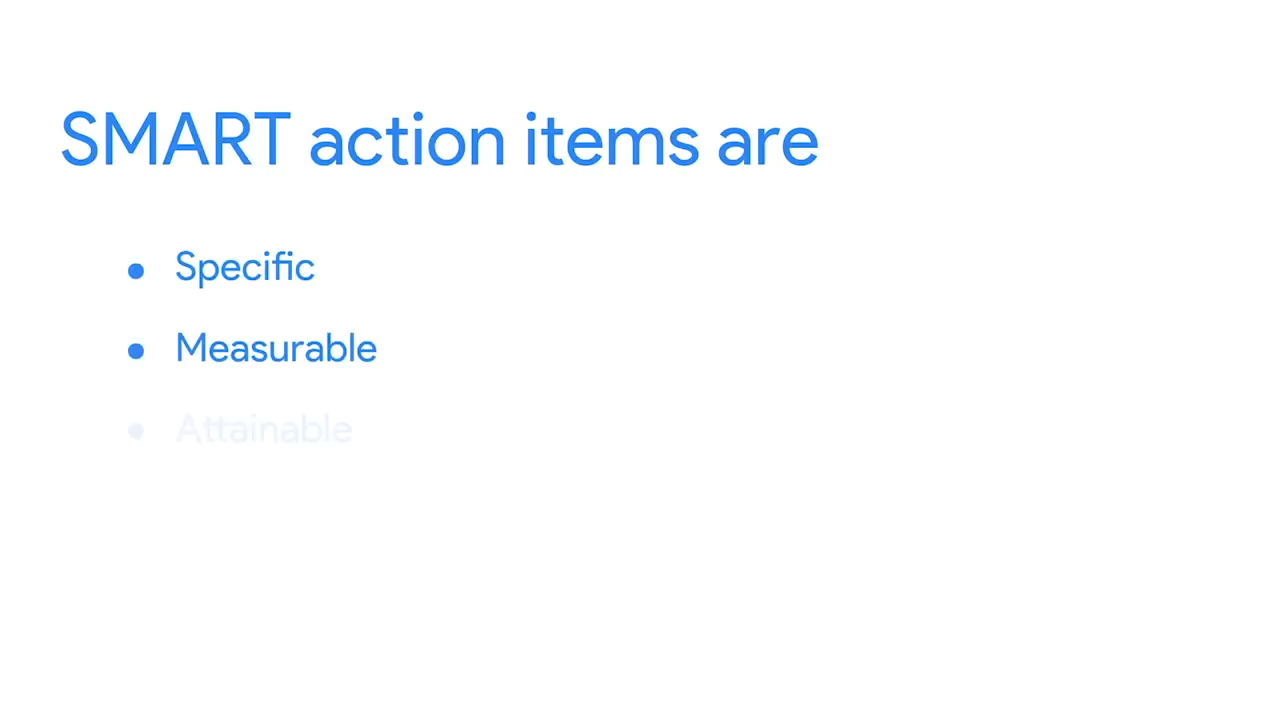 SMART action items are
• Specific
• Measurable
• Attainable